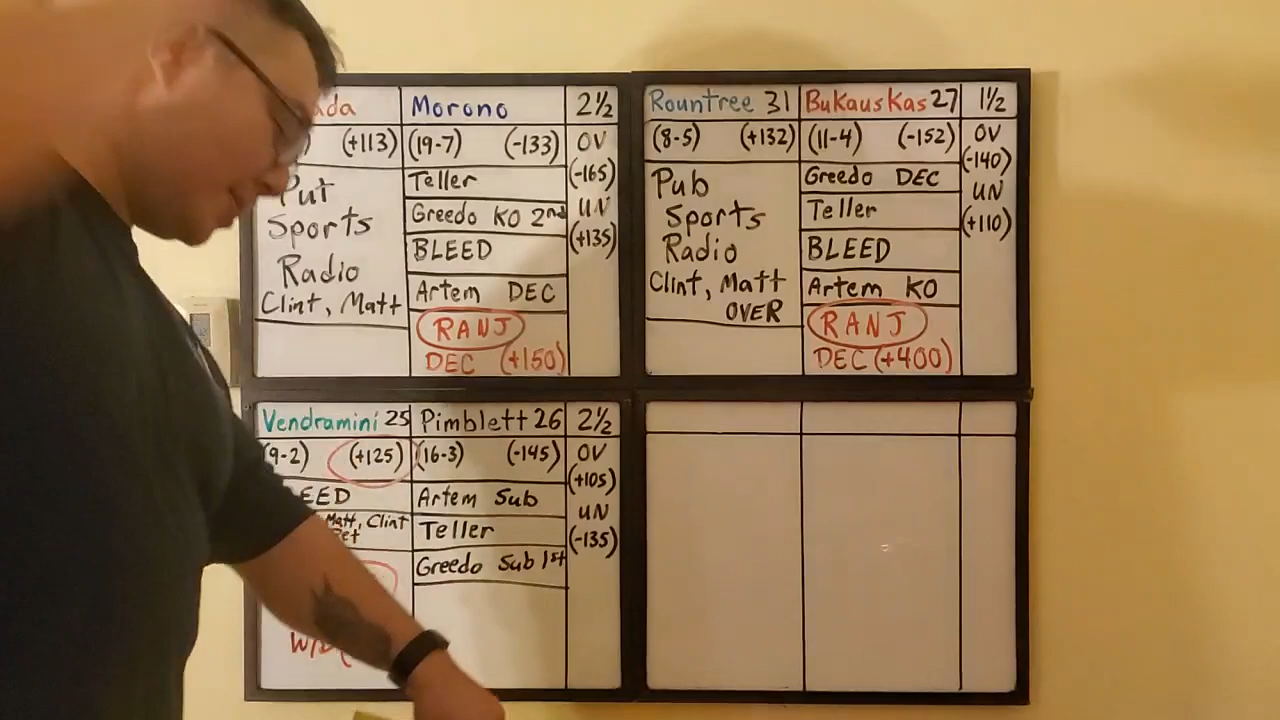 Morono 2½
(+113) (19-7) (-133) OV
Put Teller (-165)
Sports Greedo KO 2nd UN
Radio BLEED (+135)
Clint, Matt Artem DEC
RANJ
DEC (+150)
Rountree 31 Bukauskas 27 1½
(8-5) (+132) (11-4) (-152) OV
Pub Greedo DEC (-140)
Sports Teller UN
Radio BLEED (+110)
Clint, Matt Artem KO
OVER RANJ
DEC (+400)
Vendramini 25 Pimblett 26 2½
(9-2) (+125) (16-3) (-145) OV
Artem Sub (+105)
Matt, Clint Teller UN
Greedo Sub 1st (-135)